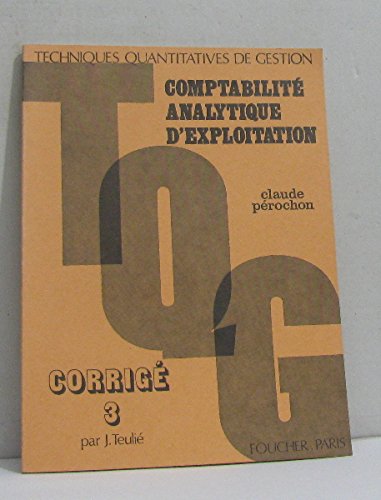 TECHNIQUES QUANTITATIVES DE GESTION
COMPTABILITÉ
ANALYTIQUE
D'EXPLOITATION
claude
pérochon
TQG
CORRIGÉ
3
par J. Teulié
FOUCHER. PARIS